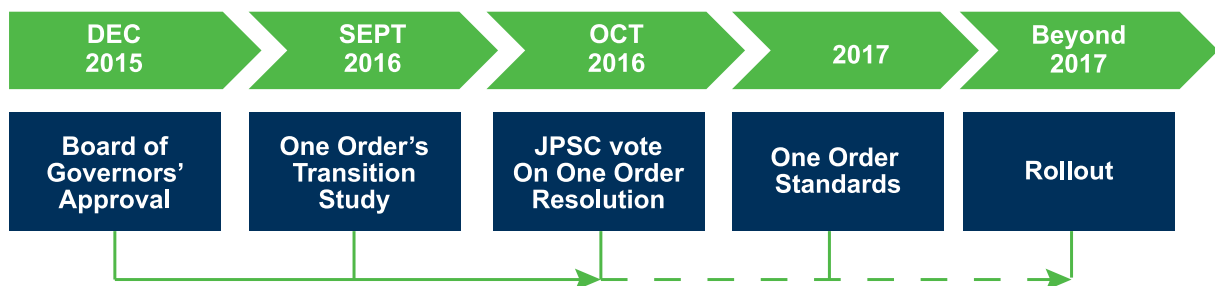 DEC
2015
SEPT
2016
OCT
2016
2017
Beyond
2017
Board of
Governors’
Approval
One Order’s
Transition
Study
JPSC vote
On One Order
Resolution
One Order
Standards
Rollout